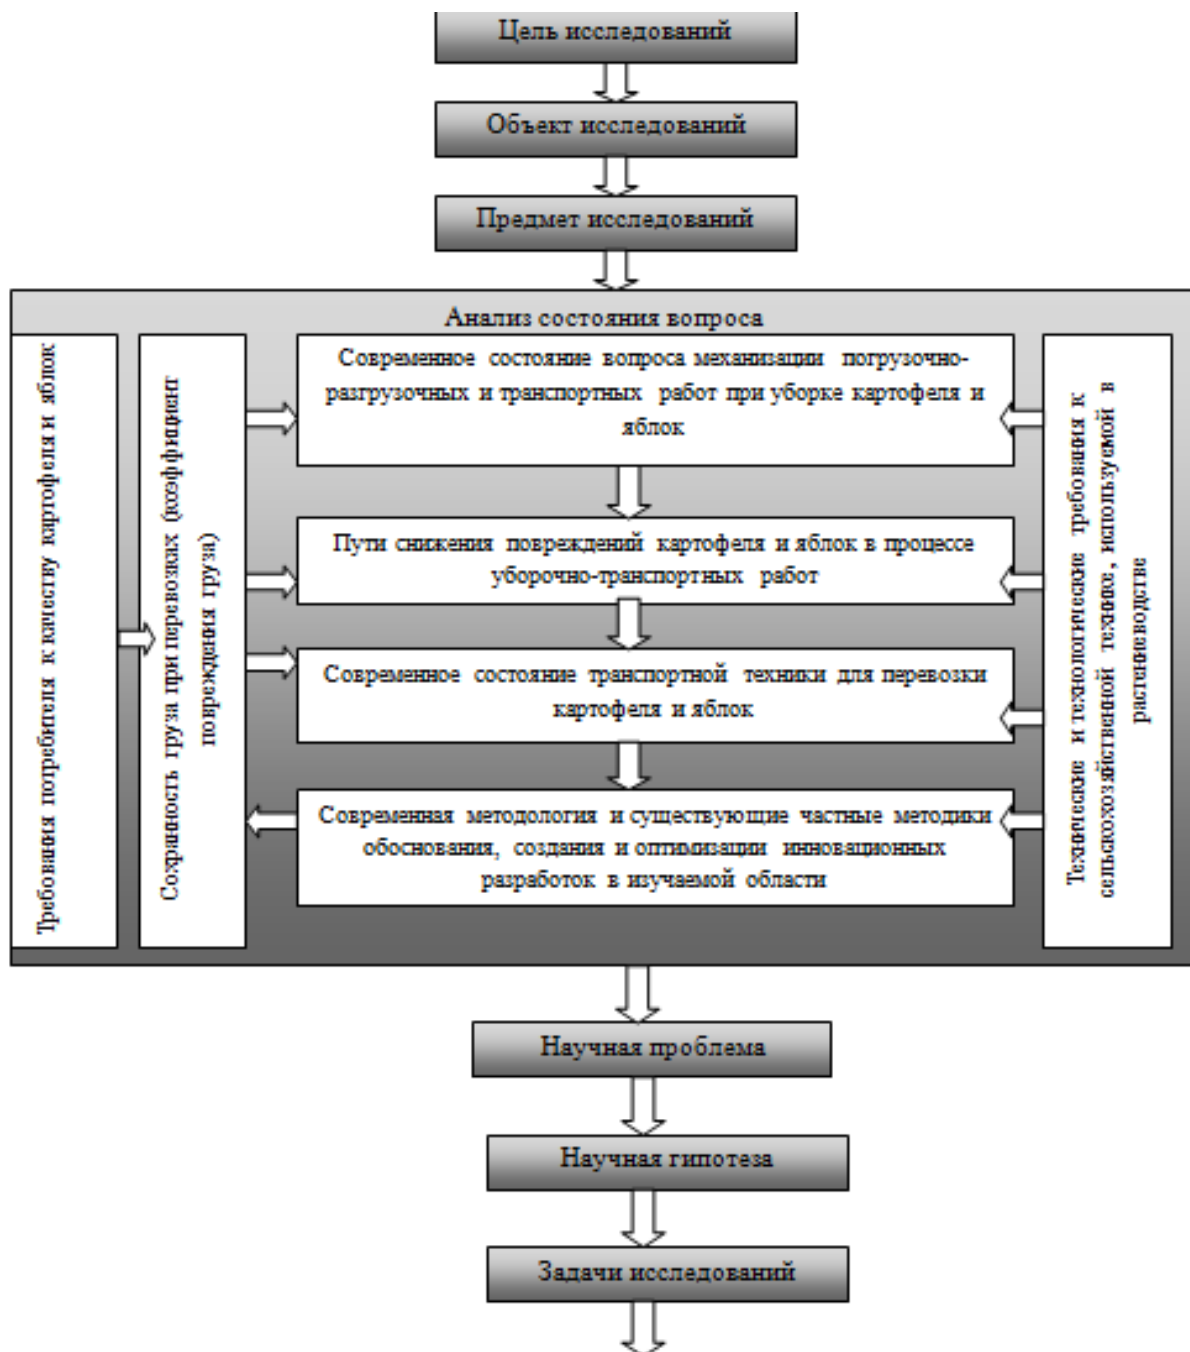 Цель исследований
Объект исследований
Предмет исследований
Анализ состояния вопроса
Требования потребителя к качеству картофеля и яблок
Сохранность груза при перевозках (коэффициент
повреждения груза)
Современное состояние вопроса механизации погрузочно-
разгрузочных и транспортных работ при уборке картофеля и
яблок
Пути снижения повреждений картофеля и яблок в процессе
уборочно-транспортных работ
Современное состояние транспортной техники для перевозки
картофеля и яблок
Современная методология и существующие частные методики
обоснования, создания и оптимизации инновационных
разработок в изучаемой области
Технические и технологические требования к
сельскохозяйственной технике, используемой в
растениеводстве
Научная проблема
Научная гипотеза
Задачи исследований